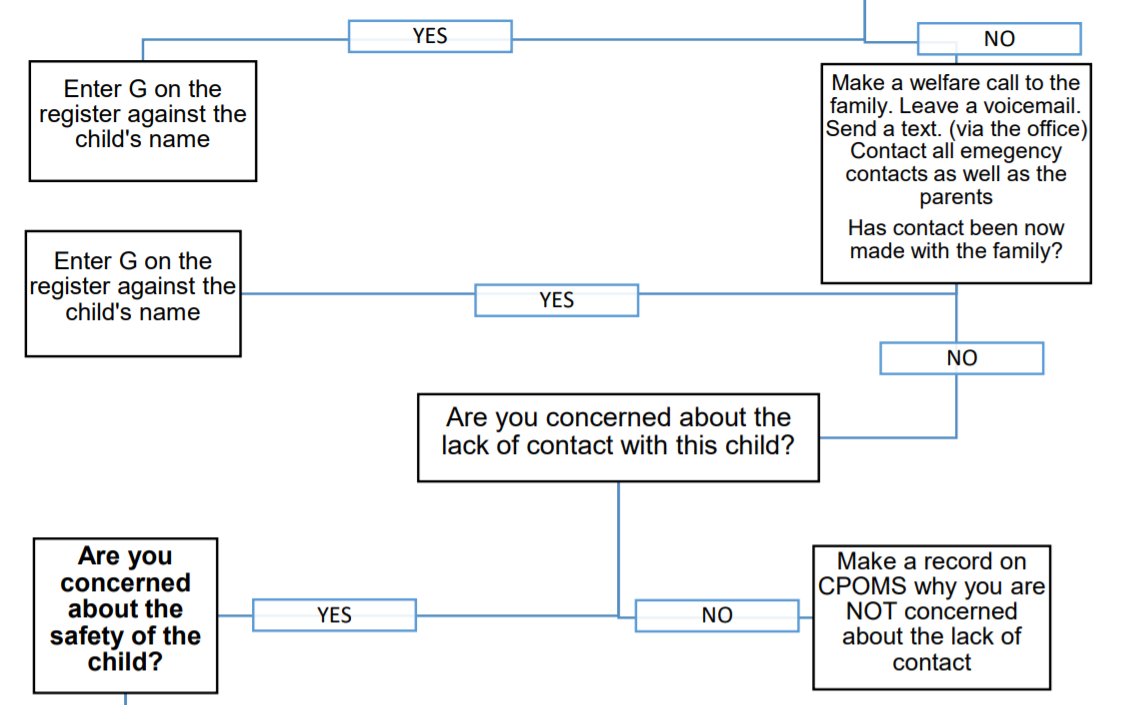 YES
NO
Enter G on the
register against the
child's name
Make a welfare call to the
family. Leave a voicemail.
Send a text. (via the office)
Contact all emegency
contacts as well as the
parents
Has contact been now
made with the family?
Enter G on the
register against the
child's name
YES
NO
Are you concerned about the
lack of contact with this child?
Are you
concerned
about the
safety of the
child?
YES
NO
Make a record on
CPOMS why you are
NOT concerned
about the lack of
contact